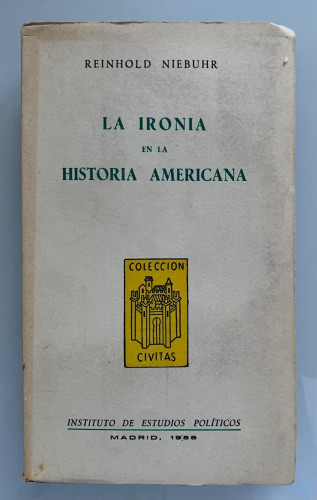 REINHOLD NIEBUHR
LA IRONIA
EN LA
HISTORIA AMERICANA
COLECCION
CIVITAS
INSTITUTO DE ESTUDIOS POLÍTICOS
MADRID, 1958